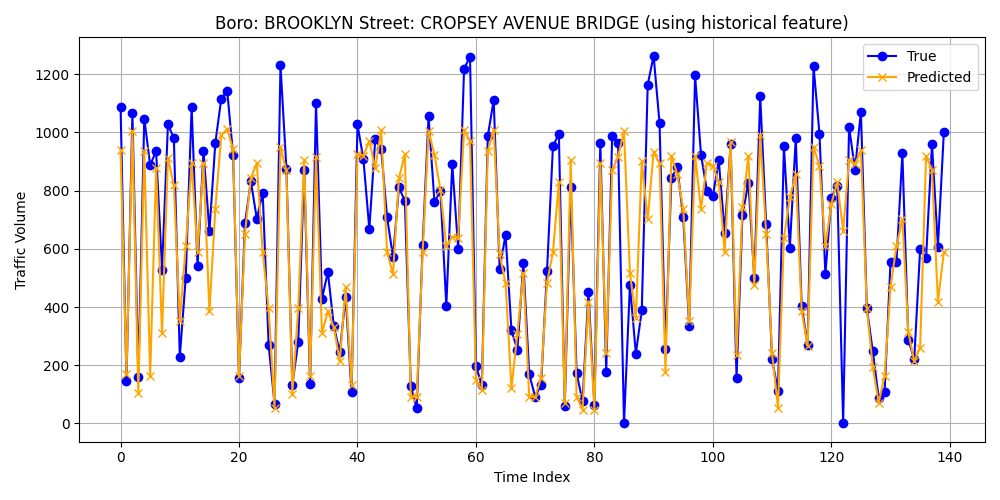 Boro: BROOKLYN Street: CROPSEY AVENUE BRIDGE (using historical feature)
True
Predicted
Traffic Volume
1200
1000
800
600
400
200
0
0 20 40 60 80 100 120 140
Time Index